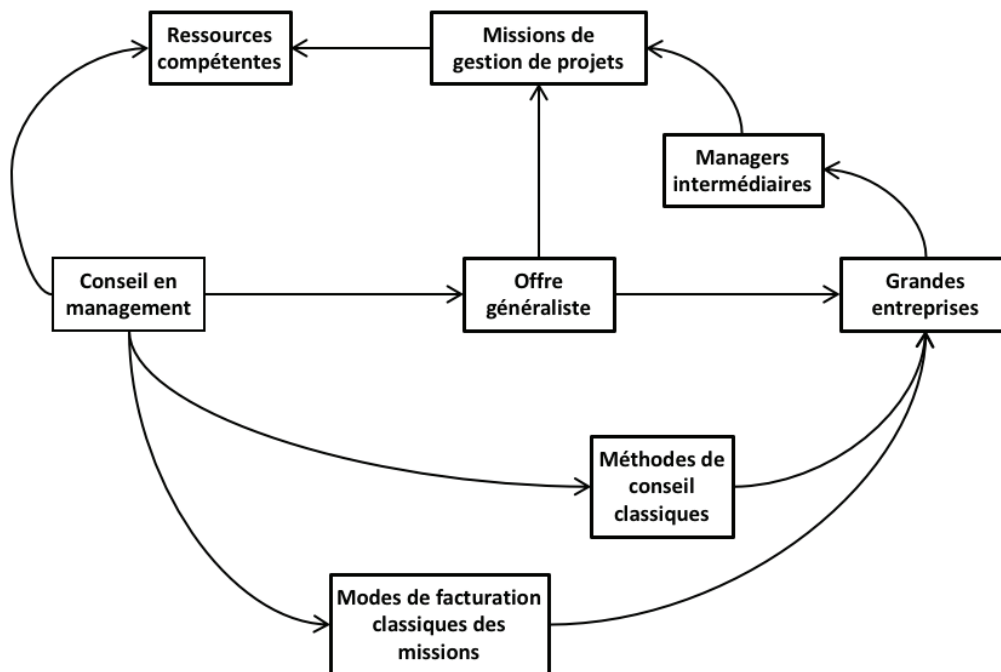 Ressources
compétentes
Missions de
gestion de projets
Managers
intermédiaires
Conseil en
management
Offre
généraliste
Grandes
entreprises
Méthodes de
conseil
classiques
Modes de facturation
classiques des
missions